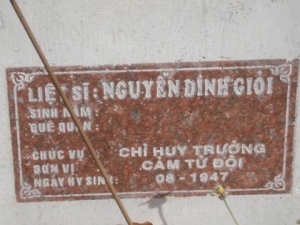 LIỆT SĨ: NGUYỄN ĐÌNH GIỎI
SINH NĂM :
QUÊ QUÁN :
CHỨC VỤ CHỈ HUY TRƯỞNG
ĐƠN VỊ CẢM TỬ ĐỘI
NGÀY HY SINH : 08 - 1947